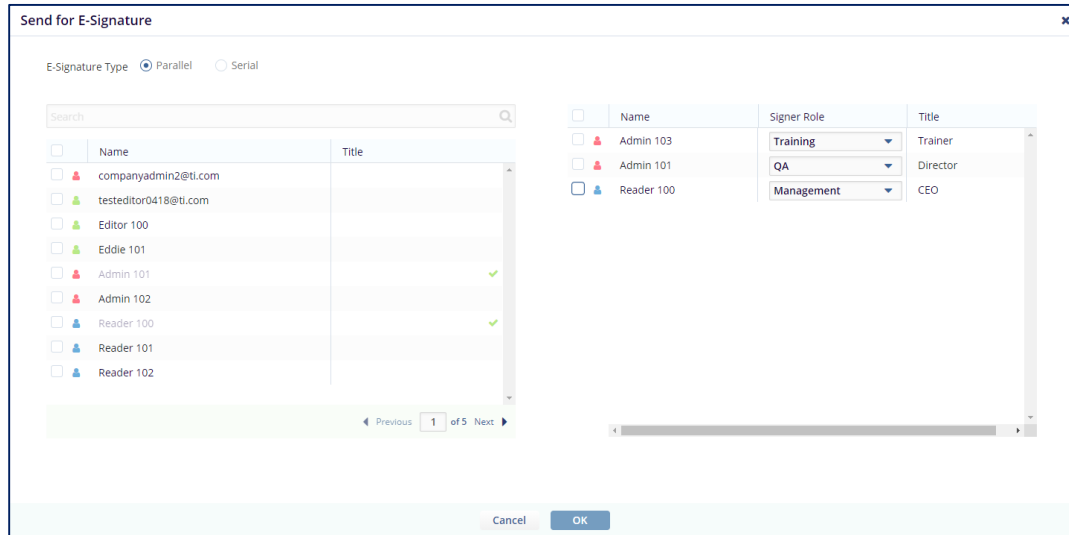 Send for E-Signature
E-Signature Type Parallel Serial
Search
Name Title
companyadmin2@ti.com
testeditor0418@ti.com
Editor 100
Eddie 101
Admin 101
Admin 102
Reader 100
Reader 101
Reader 102
Previous 1 of 5 Next
Name Signer Role Title
Admin 103 Training Trainer
Admin 101 QA Director
Reader 100 Management CEO
Cancel OK